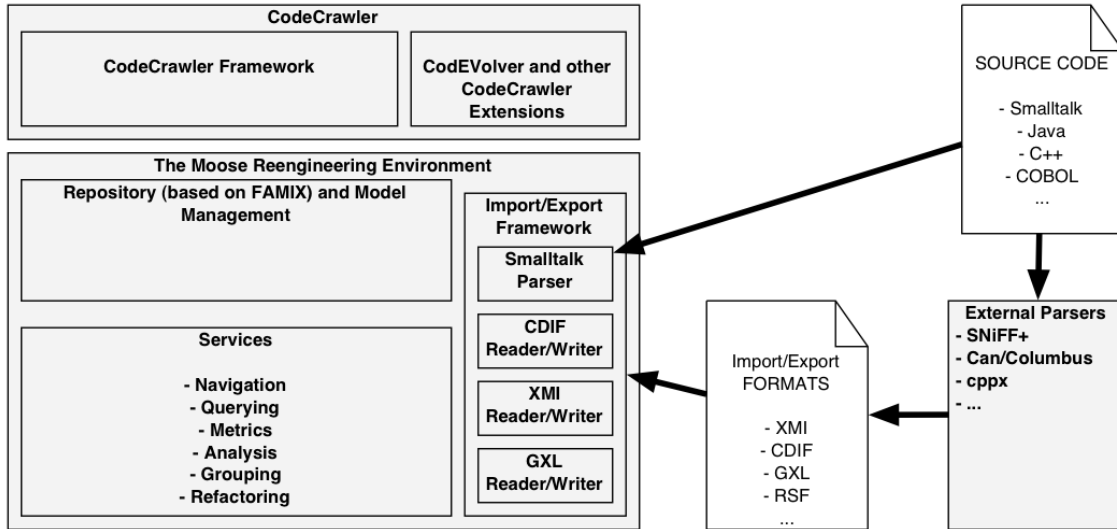 CodeCrawler
CodeCrawler Framework
CodEVolver and other
CodeCrawler
Extensions
The Moose Reengineering Environment
Repository (based on FAMIX) and Model
Management
Import/Export
Framework
Smalltalk
Parser
CDIF
Reader/Writer
XMI
Reader/Writer
GXL
Reader/Writer
Services
- Navigation
- Querying
- Metrics
- Analysis
- Grouping
- Refactoring
SOURCE CODE
- Smalltalk
- Java
- C++
- COBOL
...
Import/Export
FORMATS
- XMI
- CDIF
- GXL
- RSF
...
External Parsers
- SNiFF+
- Can/Columbus
- cppx
- ...